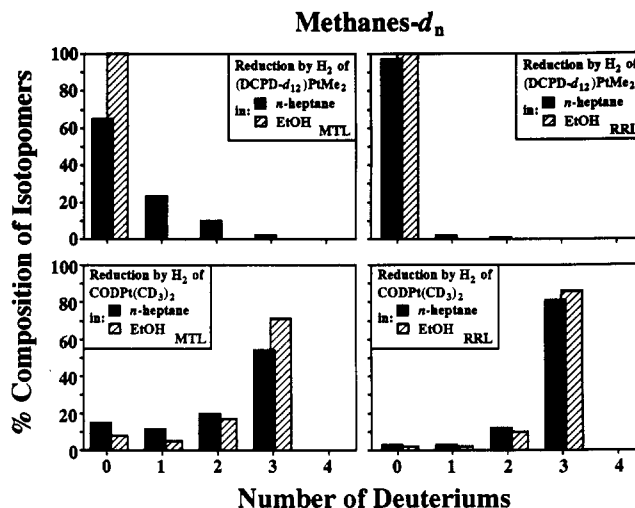 Methanes-dn
% Composition of Isotopomers
100
80
60
40
20
0
Reduction by H2 of
(DCPD-d12)PtMe2
in: n-heptane
EtOH
MTL
Reduction by H2 of
(DCPD-d12)PtMe2
in: n-heptane
EtOH
RRL
100
80
60
40
20
0
Reduction by H2 of
CODPt(CD3)2
in: n-heptane
EtOH
MTL
Reduction by H2 of
CODPt(CD3)2
in: n-heptane
EtOH
RRL
0 1 2 3 4 0 1 2 3 4
Number of Deuteriums